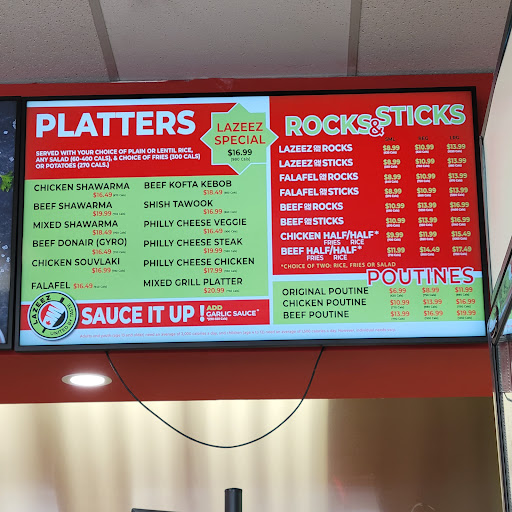 PLATTERS
SERVED WITH YOUR CHOICE OF PLAIN OR LENTIL RICE,
ANY SALAD (60-400 CALS), & CHOICE OF FRIES (300 CALS)
OR POTATOES (270 CALS.)
LAZEEZ
SPECIAL
$16.99
CHICKEN SHAWARMA
$16.49
BEEF SHAWARMA
$19.99
MIXED SHAWARMA
$18.49
BEEF DONAIR (GYRO)
$16.49
CHICKEN SOUVLAKI
$16.99
FALAFEL $16.49
BEEF KOFTA KEBOB
$18.49
SHISH TAWOOK
$16.99
PHILLY CHEESE VEGGIE
$16.49
PHILLY CHEESE STEAK
$19.99
PHILLY CHEESE CHICKEN
$17.99
MIXED GRILL PLATTER
$20.99
LAZEEZ
SAUCE IT UP!
ADD
GARLIC SAUCE
ROCKS & STICKS
LAZEEZ ON THE ROCKS $8.99 $10.99 $13.99
LAZEEZ ON THE STICKS $8.99 $10.99 $13.99
FALAFEL ON THE ROCKS $8.99 $10.99 $13.99
FALAFEL ON THE STICKS $8.99 $10.99 $13.99
BEEF ON THE ROCKS $10.99 $13.99 $16.99
BEEF ON THE STICKS $10.99 $13.99 $16.99
CHICKEN HALF/HALF* $9.99 $11.99 $15.49
FRIES RICE
BEEF HALF/HALF* $11.99 $14.49 $17.49
FRIES RICE
*CHOICE OF TWO: RICE, FRIES OR SALAD
POUTINES
ORIGINAL POUTINE $6.99 $8.99 $11.99
CHICKEN POUTINE $11.99 $13.99 $16.99
BEEF POUTINE $13.99 $16.99 $19.99